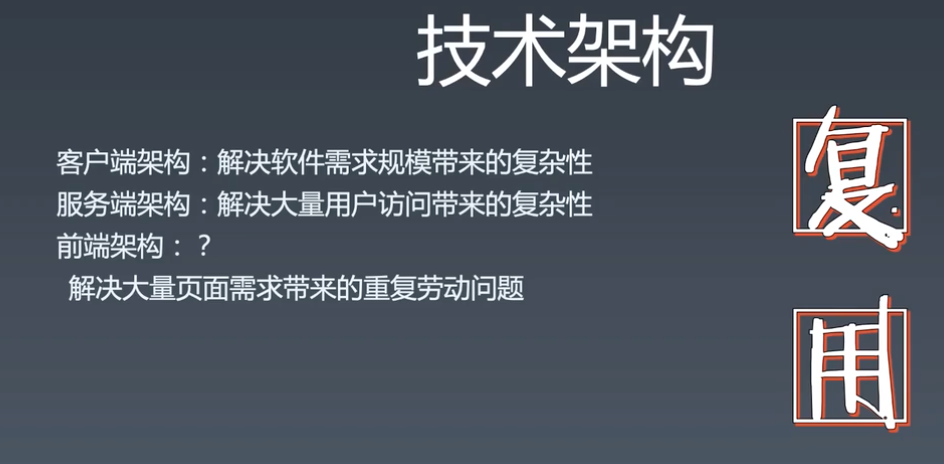 技术架构
客户端架构：解决软件需求规模带来的复杂性
服务端架构：解决大量用户访问带来的复杂性
前端架构：？
解决大量页面需求带来的重复劳动问题
复
用